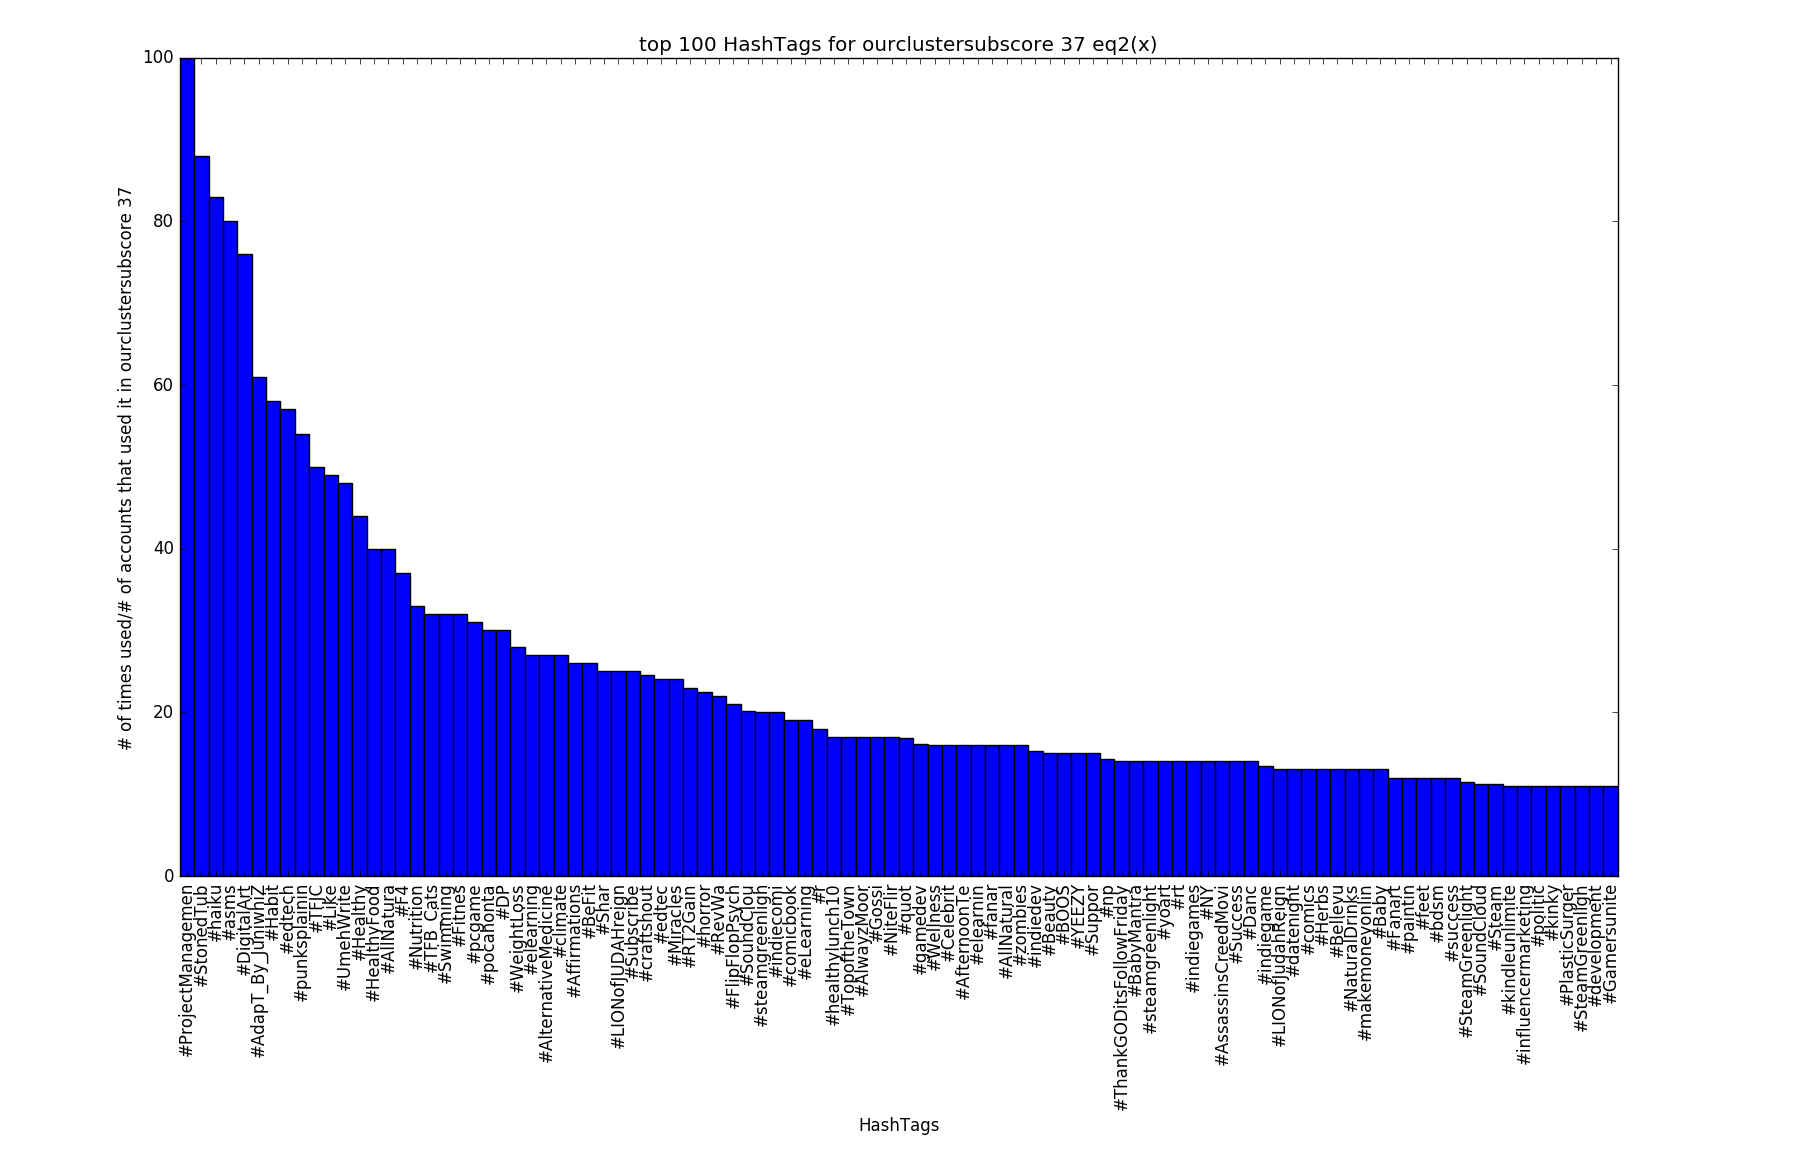 top 100 HashTags for ourclustersubscore 37 eq2(x)
# of times used/# of accounts that used it in ourclustersubscore 37
100
80
60
40
20
0
#ProjectManagemen
#StonedTub
#haiku
#asms
#DigitalArt
#AdapT_By_JunwhiZ
#Habit
#edtech
#punksplainin
#TFJC
#Like
#UmehWrite
#Healthy
#HealthyFood
#AllNatura
#F4
#Nutrition
#TFB_Cats
#Swimming
#Fitnes
#pcgame
#pocahonta
#DP
#WeightLoss
#elearning
#AlternativeMedicine
#climate
#Affirmations
#BeFit
#Shar
#LIONofJUDAHreign
#Subscribe
#craftshout
#edtec
#Miracles
#RT2Gain
#horror
#RevWa
#FlipFlopPsych
#SoundClou
#steamgreenligh
#indiecomi
#comicbook
#eLearning
#r
#healthylunch10
#TopoftheTown
#AlwayzMoor
#Gossi
#NiteFlir
#quot
#gamedev
#Wellness
#Celebrit
#AfternoonTe
#elearnin
#fanar
#AllNatural
#zombies
#indiedev
#Beauty
#BOOS
#YEEZY
#Suppor
#np
#ThankGODitsFollowFriday
#BabyMantra
#steamgreenlight
#yoart
#rt
#indiegames
#NY
#AssassinsCreedMovi
#Success
#Danc
#indiegame
#LIONofJudahReign
#datenight
#comics
#Herbs
#Belleyu
#NaturalDrinks
#makemoneyonlin
#Baby
#Fanart
#paintin
#feet
#bdsm
#success
#SteamGreenlight
#SoundCloud
#Steam
#kindleunlimite
#influencermarketing
#politic
#kinky
#PlasticSurger
#SteamGreenligh
#development
#Gamersunite
HashTags